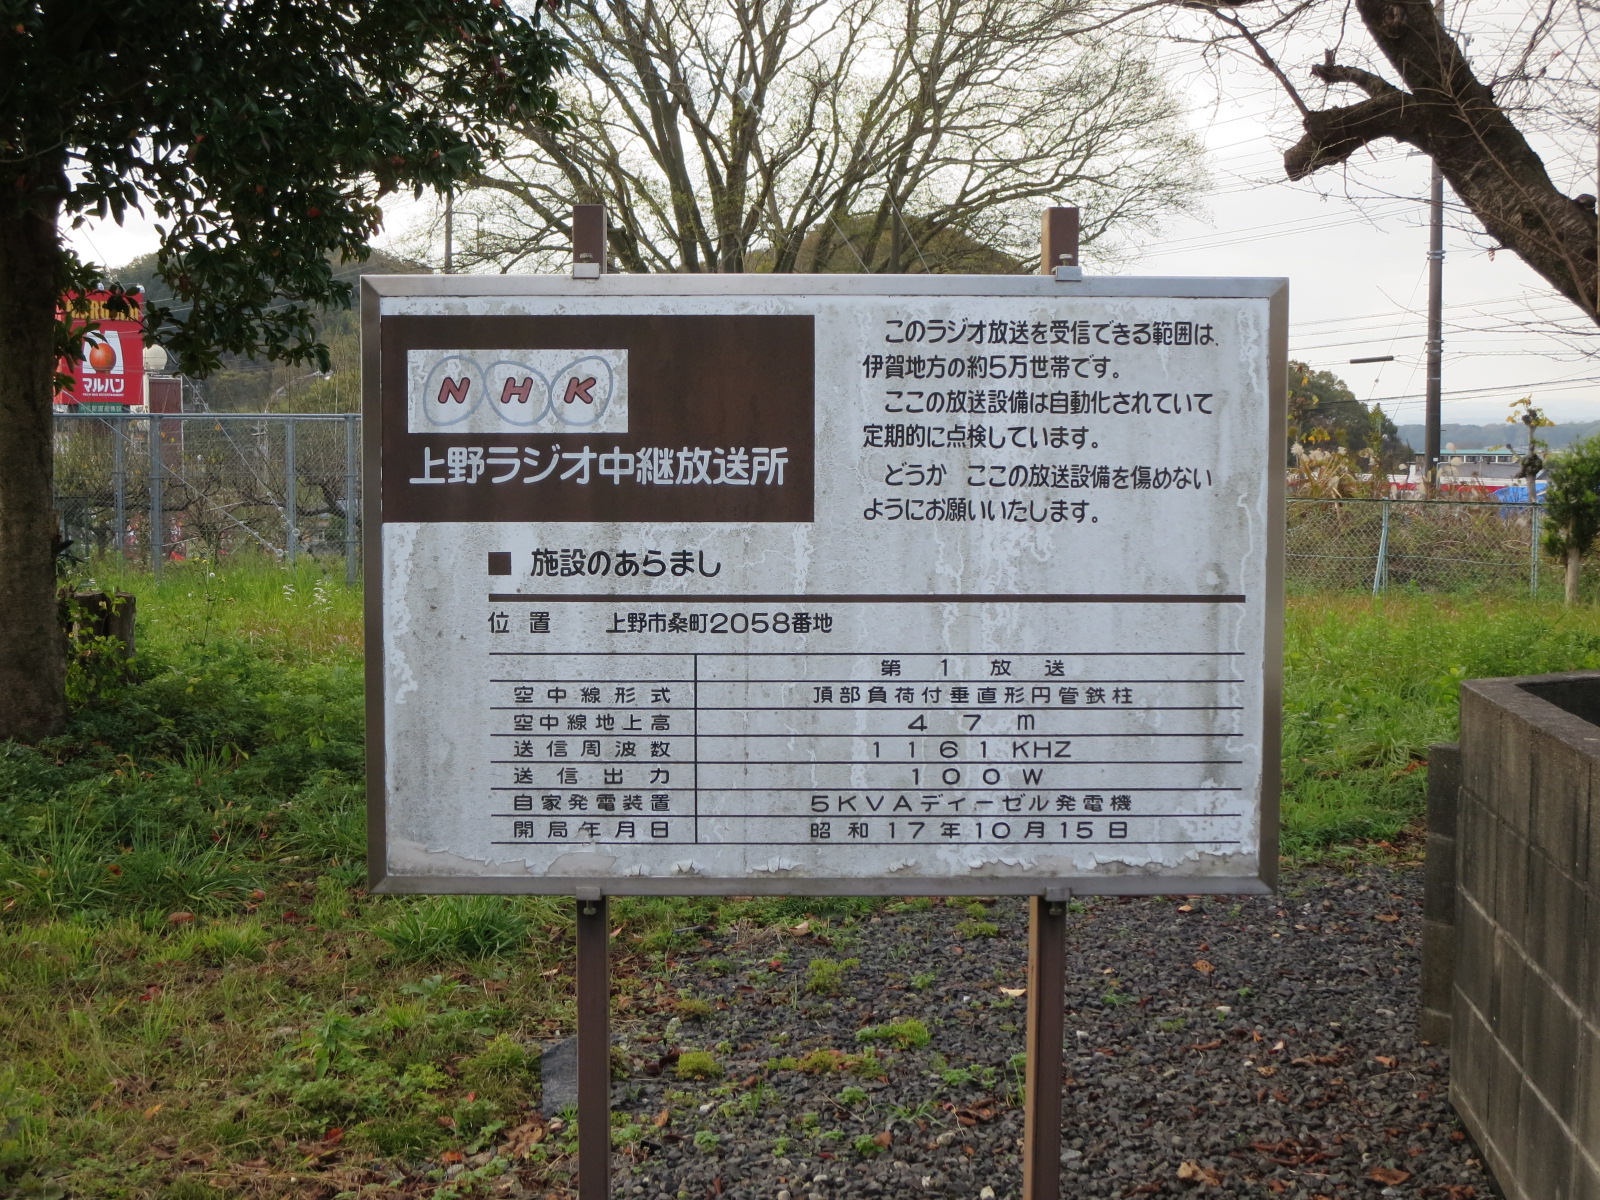 NHK
上野ラジオ中継放送所
このラジオ放送を受信できる範囲は、
伊賀地方の約5万世帯です。
ここの放送設備は自動化されていて
定期的に点検しています。
どうか ここの放送設備を傷めない
ようにお願いいたします。
■ 施設のあらまし
位置 上野市桑町2058番地
第1放送
空中線形式 頂部負荷付垂直形円管鉄柱
空中線地上高 47m
送信周波数 1161KHZ
送信出力 100W
自家発電装置 5KVAディーゼル発電機
開局年月日 昭和17年10月15日
マルハン